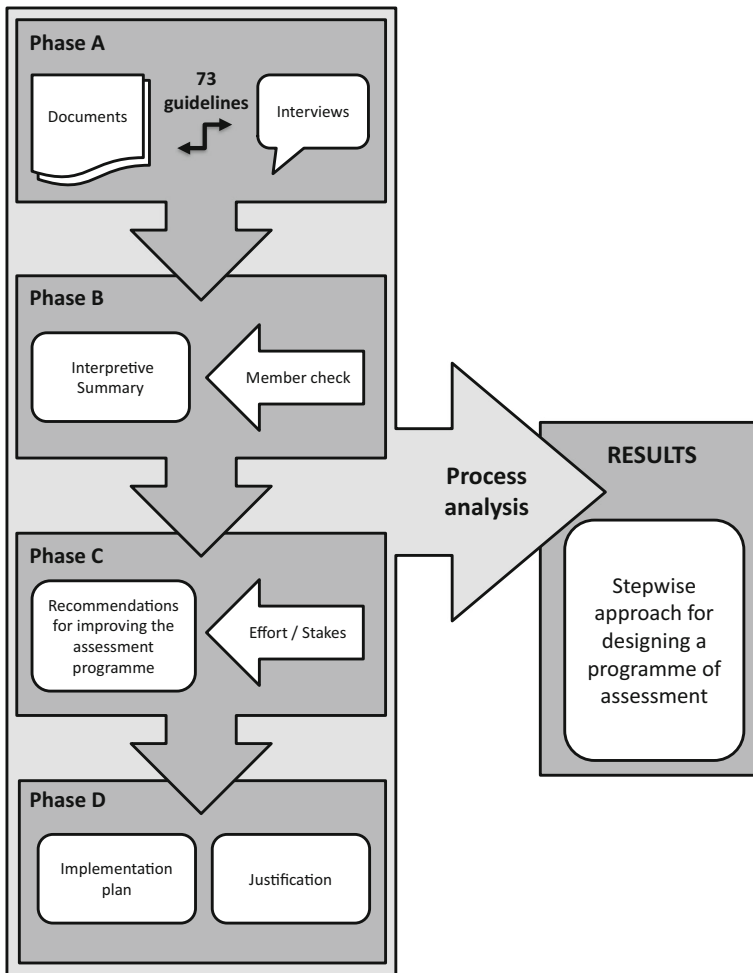 Phase A
73
guidelines
Documents
Interviews
Phase B
Interpretive
Summary
Member check
Phase C
Recommendations
for improving the
assessment
programme
Effort / Stakes
Phase D
Implementation
plan
Justification
Process
analysis
RESULTS
Stepwise
approach for
designing a
programme of
assessment